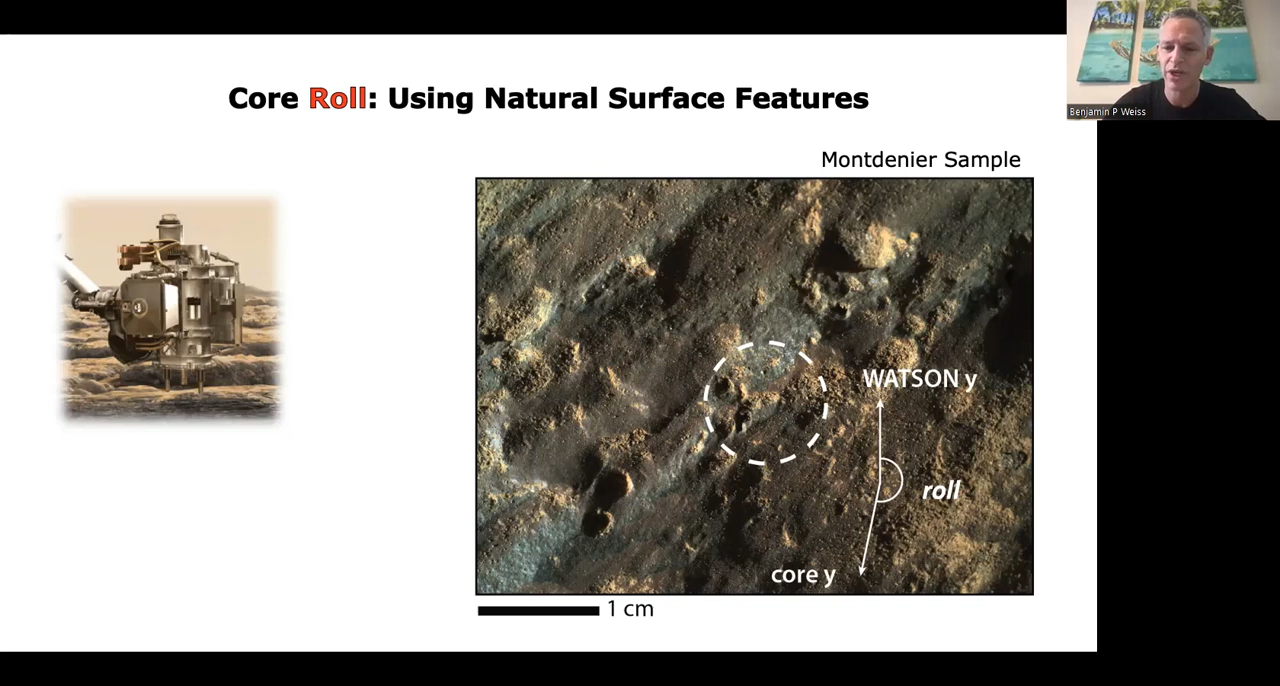 Core Roll: Using Natural Surface Features
Benjamin P Weiss
Montdenier Sample
WATSON y
roll
core y
1 cm